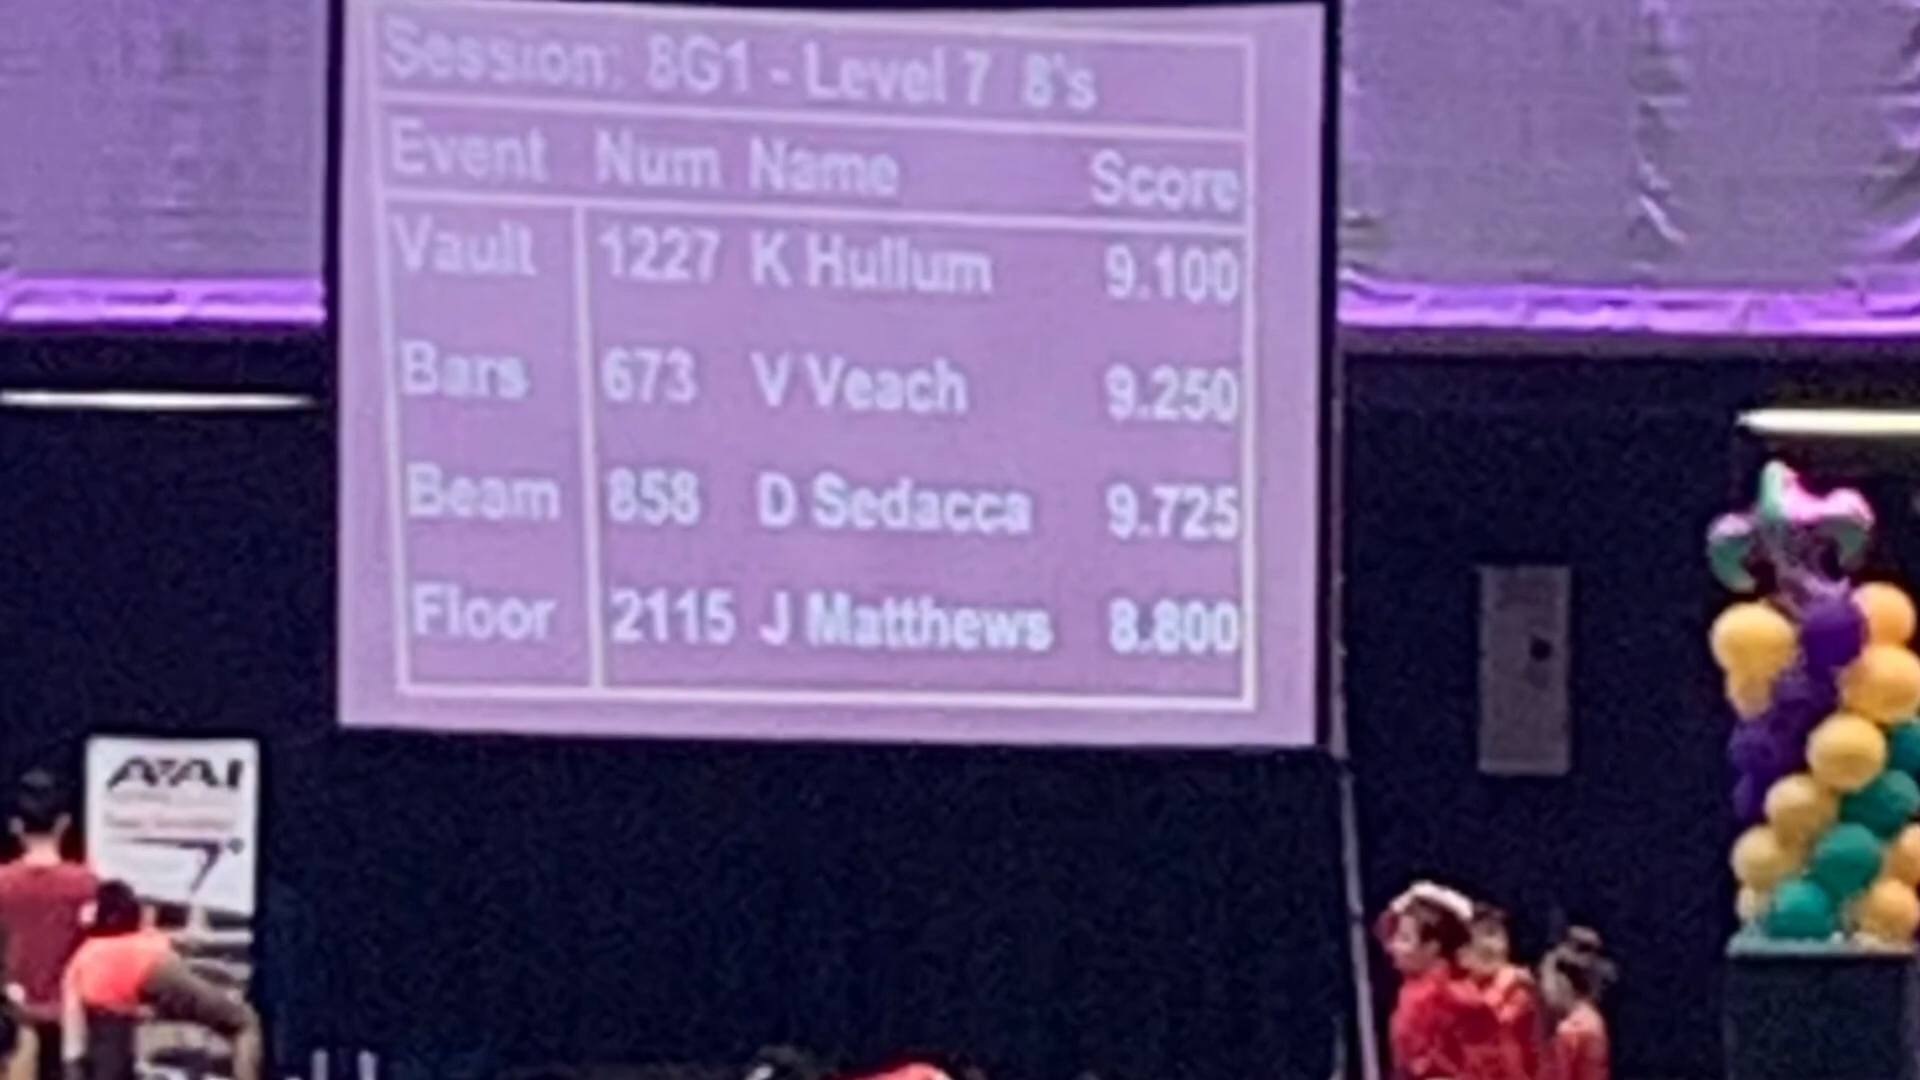 Session: 8G1 - Level 7 8's
Event Num Name Score
Vault 1227 K Hullum 9.100
Bars 673 V Veach 9.250
Beam 858 D Sedacca 9.725
Floor 2115 J Matthews 8.800